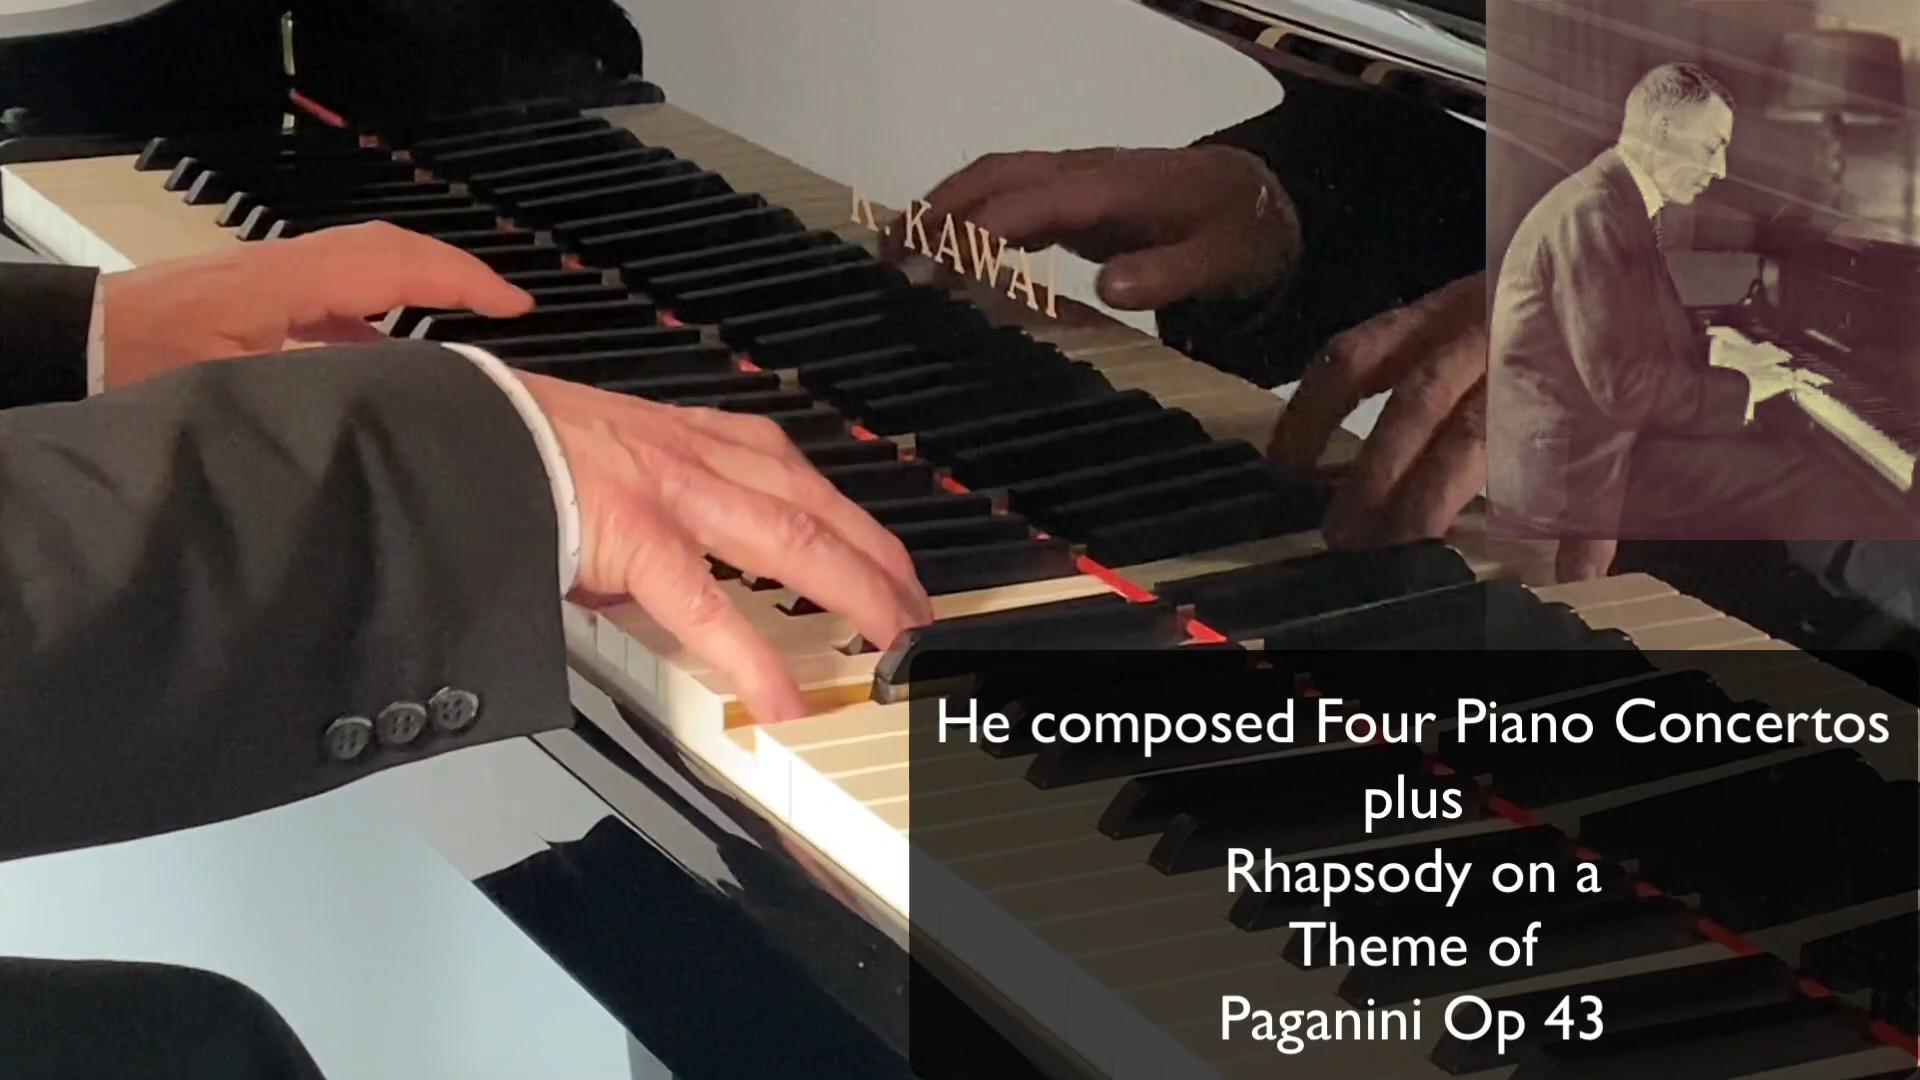 K. KAWAI
He composed Four Piano Concertos
plus
Rhapsody on a
Theme of
Paganini Op 43